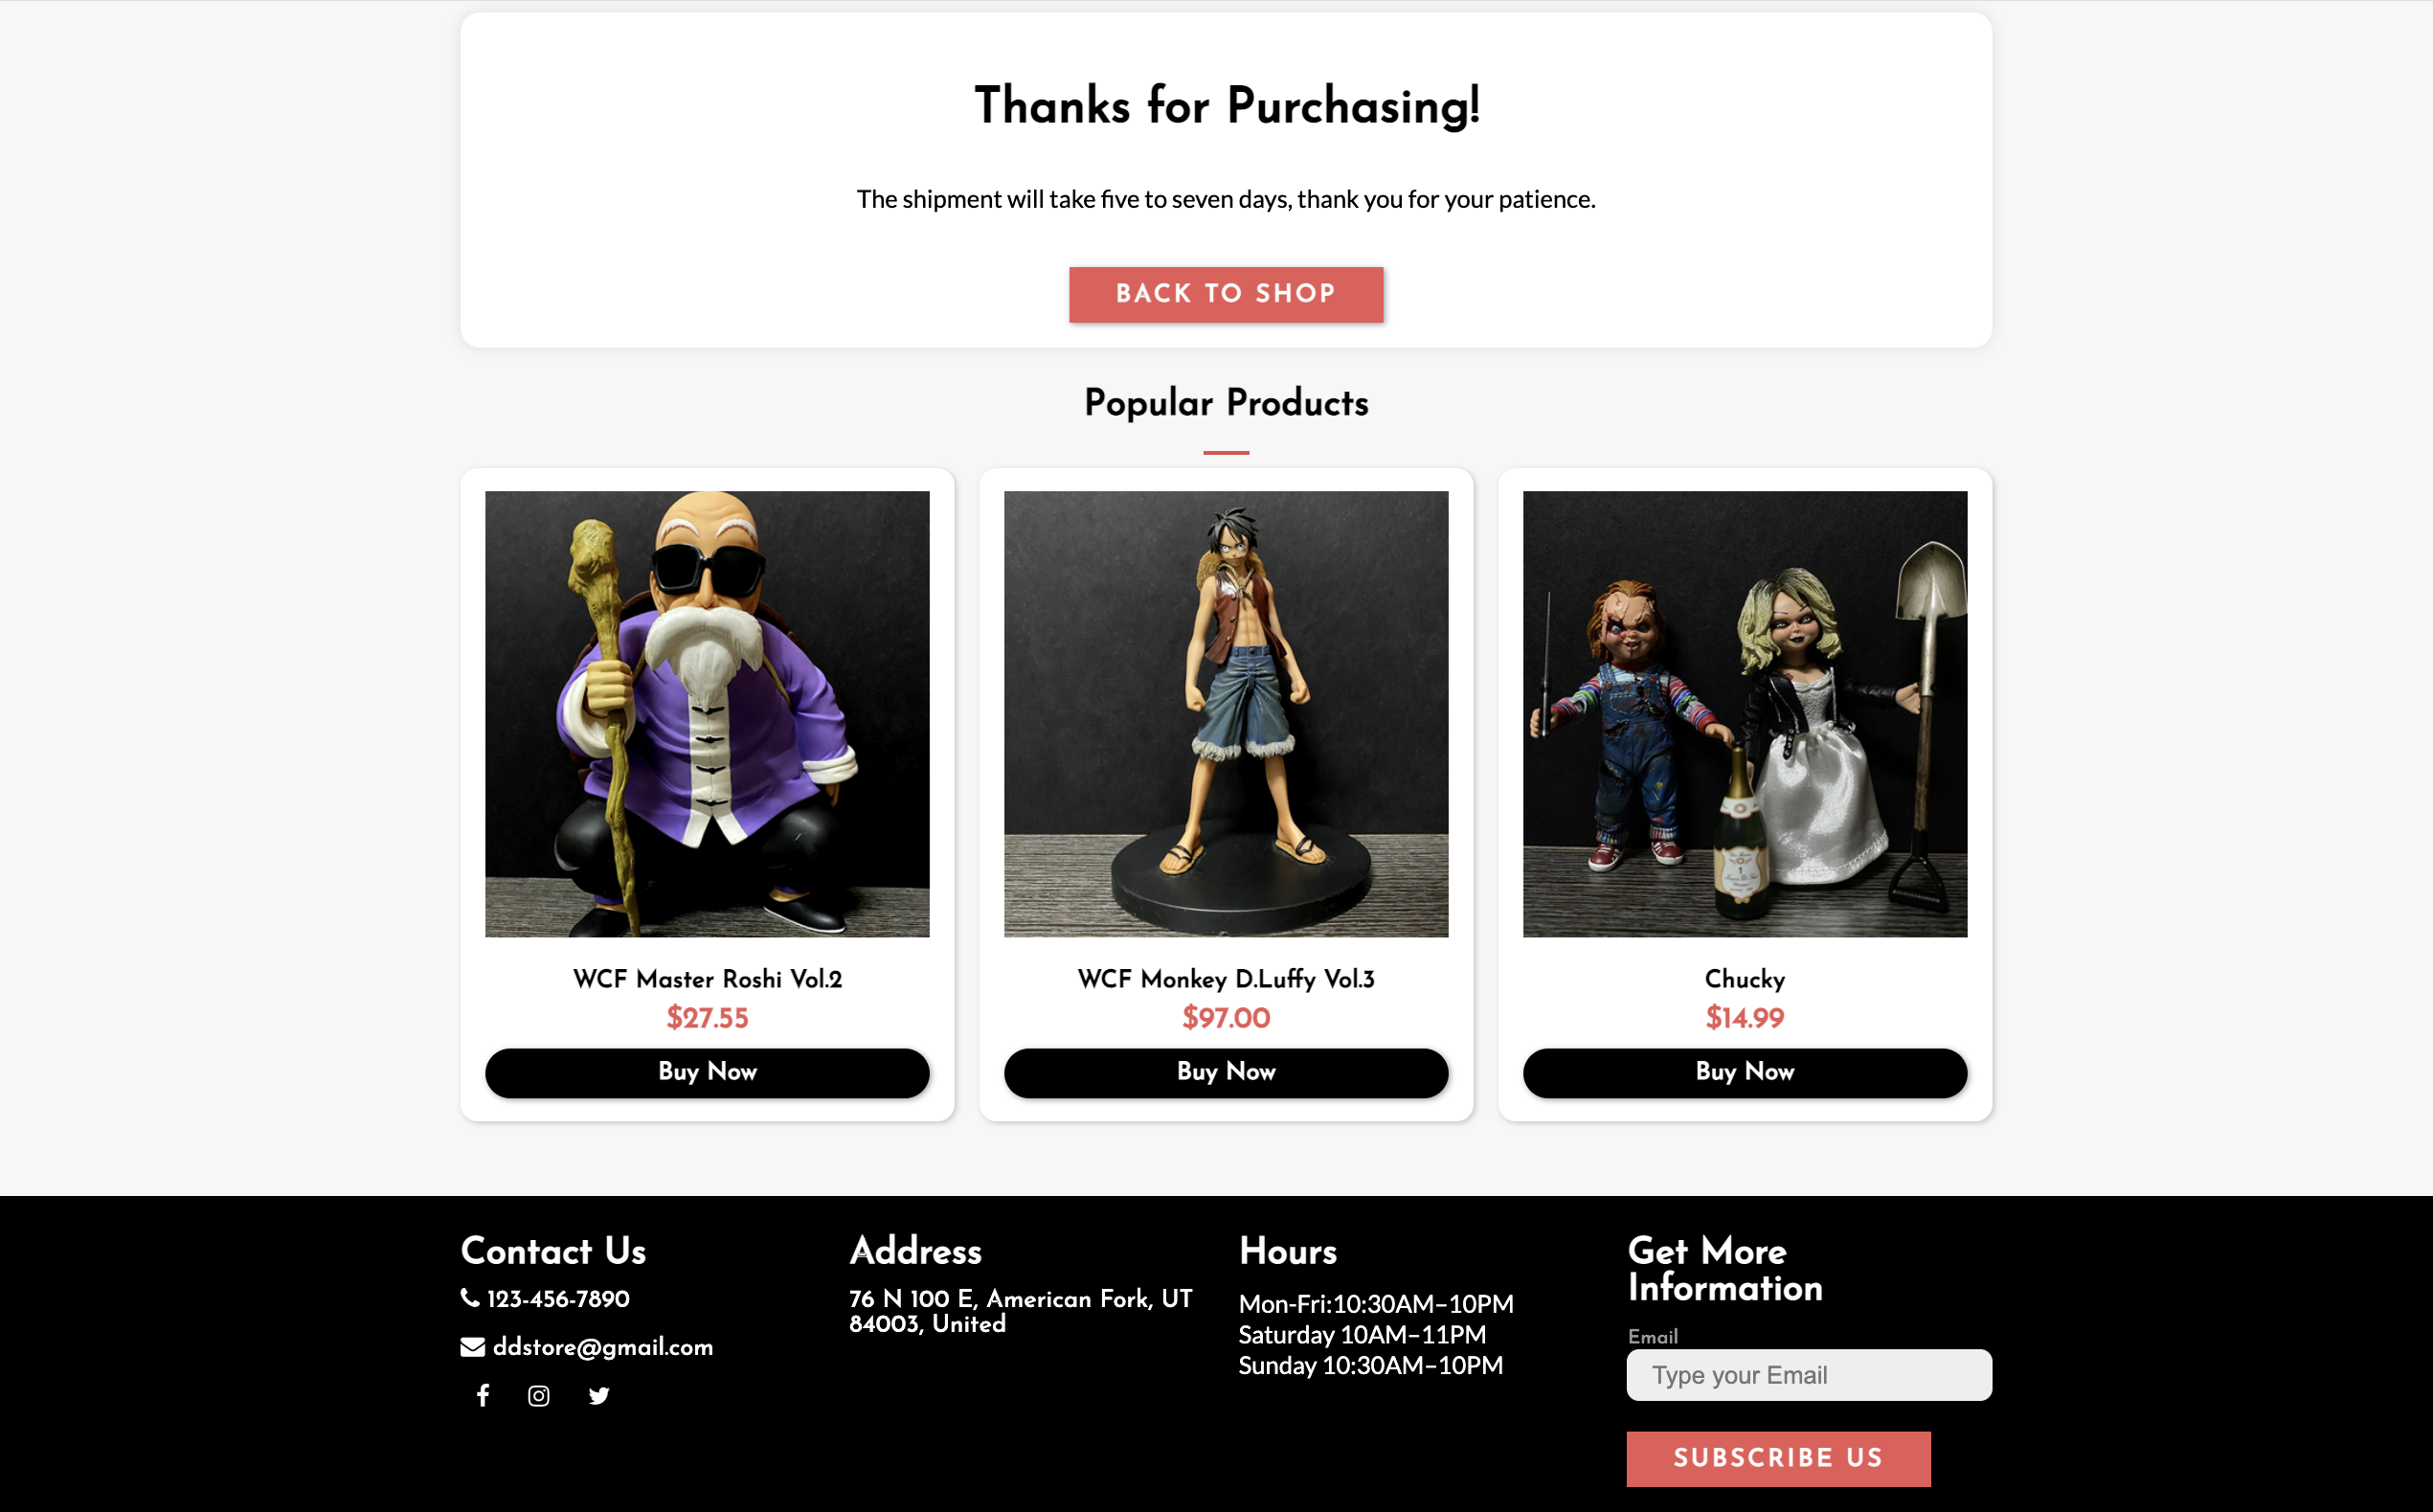 Thanks for Purchasing!
The shipment will take five to seven days, thank you for your patience.
BACK TO SHOP
Popular Products
WCF Master Roshi Vol.2
$27.55
Buy Now
WCF Monkey D.Luffy Vol.3
$97.00
Buy Now
Chucky
$14.99
Buy Now
Contact Us
123-456-7890
ddstore@gmail.com
Address
76 N 100 E, American Fork, UT
84003, United
Hours
Mon-Fri:10:30AM–10PM
Saturday 10AM–11PM
Sunday 10:30AM–10PM
Get More
Information
Email
Type your Email
SUBSCRIBE US